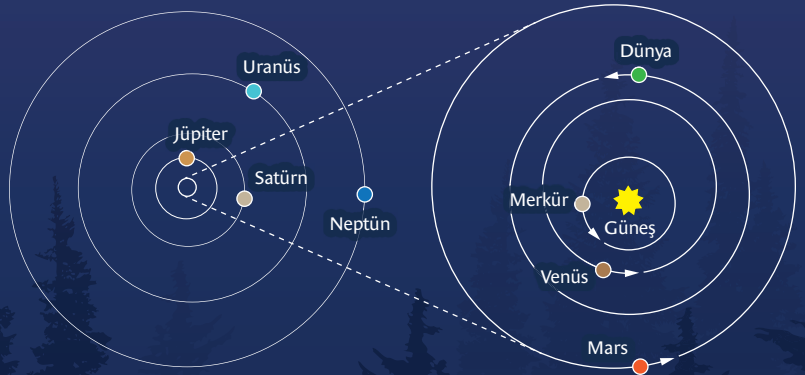 Uranüs
Jüpiter
Satürn
Neptün
Dünya
Merkür
Güneş
Venüs
Mars